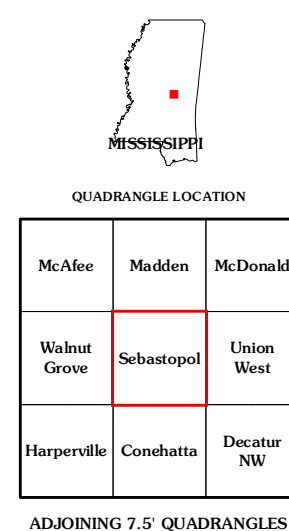 MISSISSIPPI
QUADRANGLE LOCATION
McAfee Madden McDonald
Walnut Grove Sebastopol Union West
Harperville Conehatta Decatur NW
ADJOINING 7.5' QUADRANGLES